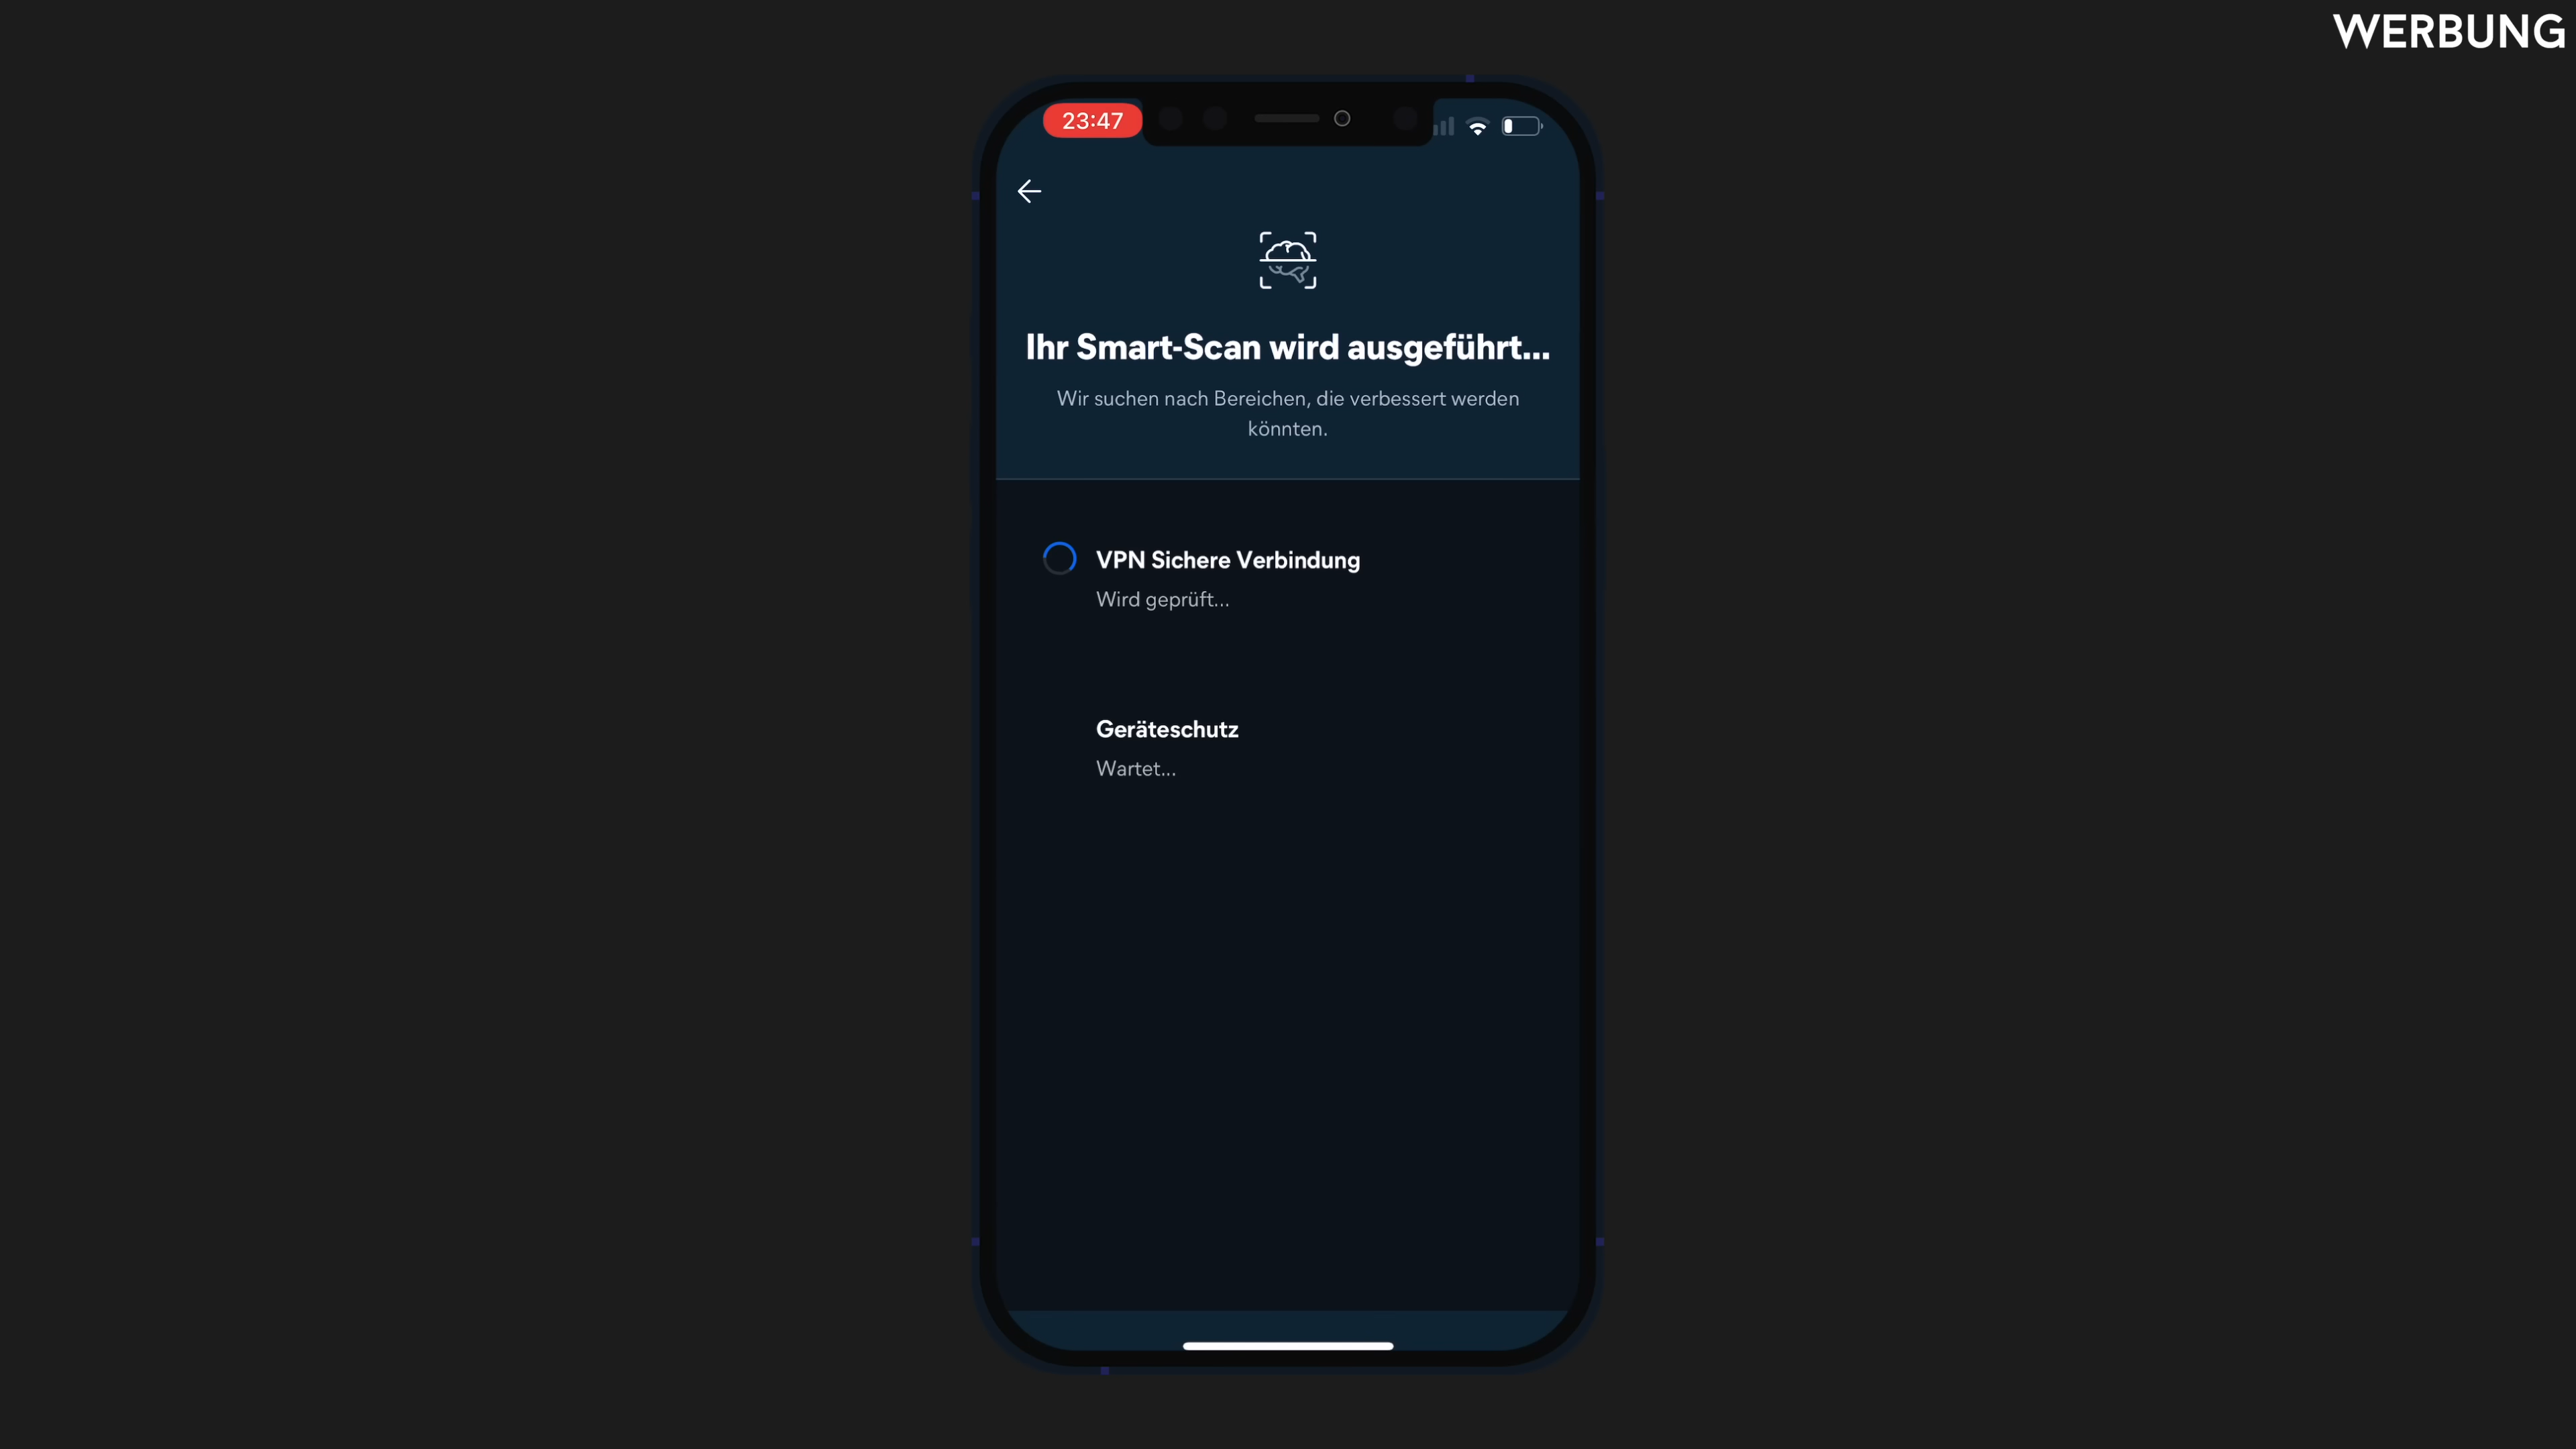 WERBUNG
23:47
Ihr Smart-Scan wird ausgeführt...
Wir suchen nach Bereichen, die verbessert werden
könnten.
VPN Sichere Verbindung
Wird geprüft...
Geräteschutz
Wartet...